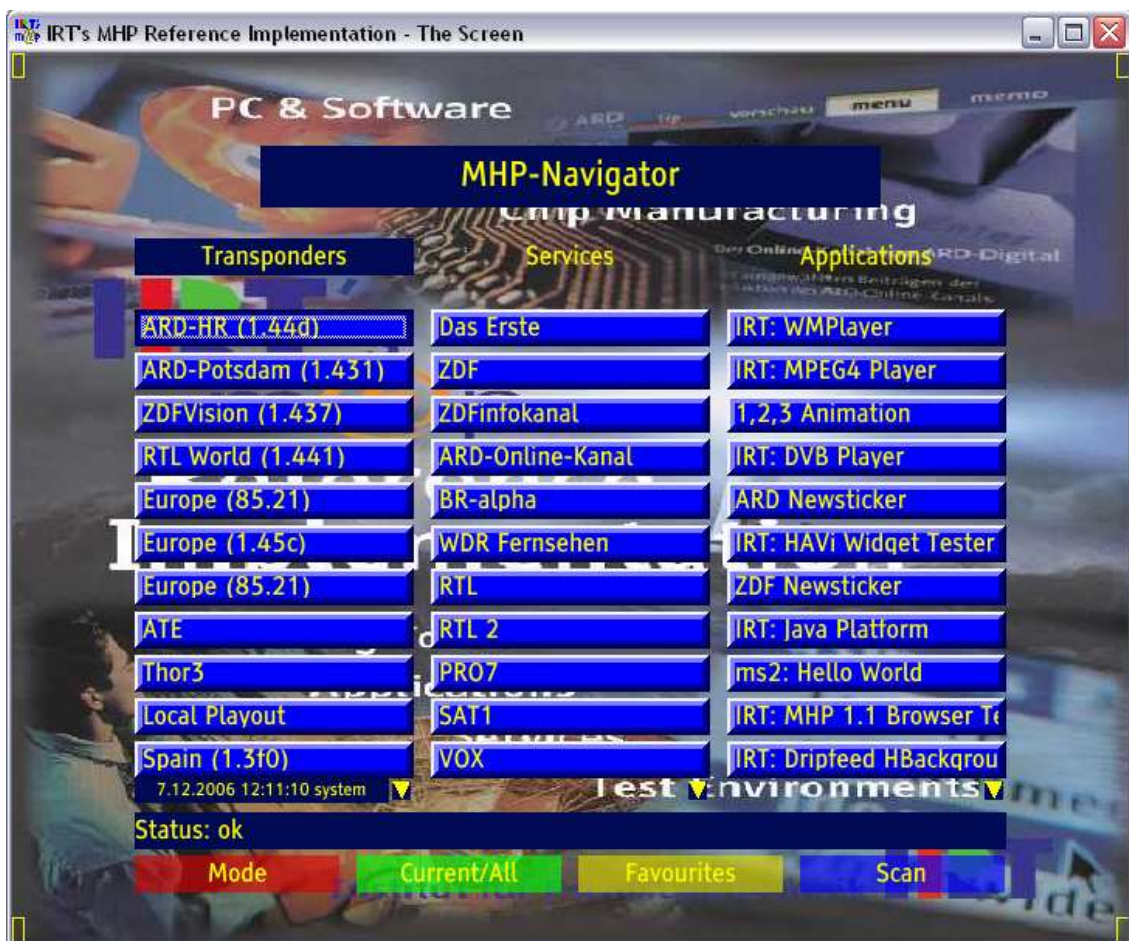 IRT's MHP Reference Implementation - The Screen
PC & Software
ARD
vorschau
menu
memo
MHP-Navigator
Chip Manufacturing
Transponders
Services
Applications
ARD-HR (1.44d)
Das Erste
IRT: WMPlayer
ARD-Potsdam (1.431)
ZDF
IRT: MPEG4 Player
ZDFVision (1.437)
ZDFinfokanal
1,2,3 Animation
RTL World (1.441)
ARD-Online-Kanal
IRT: DVB Player
Europe (85.21)
BR-alpha
ARD Newsticker
Europe (1.45c)
WDR Fernsehen
IRT: HAVi Widget Tester
Europe (85.21)
RTL
ZDF Newsticker
ATE
RTL 2
IRT: Java Platform
Thor3
PRO7
ms2: Hello World
Local Playout
SAT1
IRT: MHP 1.1 Browser Te
Spain (1.3f0)
VOX
IRT: Dripfeed HBackgrou
7.12.2006 12:11:10 system
Test Environments
Status: ok
Mode
Current/All
Favourites
Scan